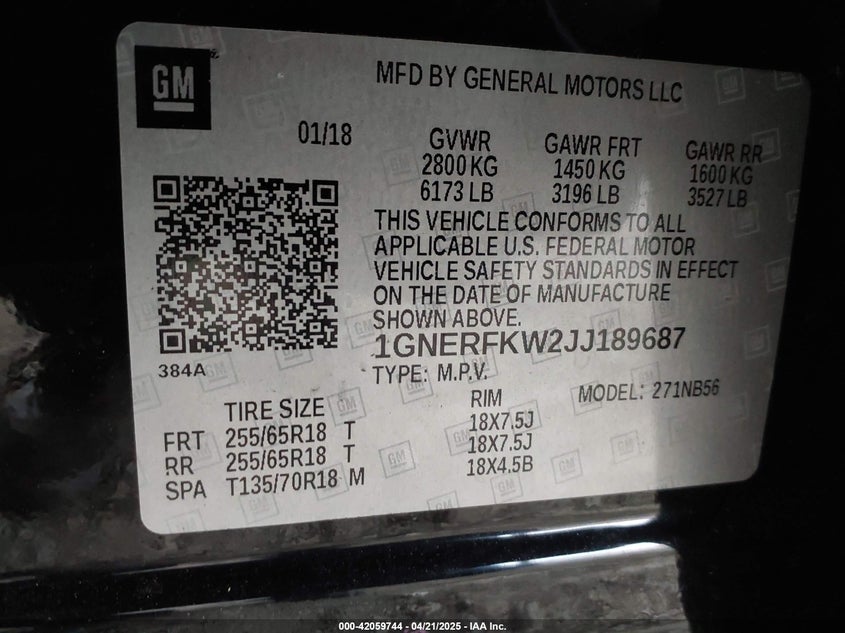 GM
MFD BY GENERAL MOTORS LLC
01/18
GVWR GAWR FRT GAWR RR
2800 KG 1450 KG 1600 KG
6173 LB 3196 LB 3527 LB
THIS VEHICLE CONFORMS TO ALL
APPLICABLE U.S. FEDERAL MOTOR
VEHICLE SAFETY STANDARDS IN EFFECT
ON THE DATE OF MANUFACTURE
SHOWN ABOVE.
1GNERFKW2JJ189687
384A
TYPE: M.P.V. MODEL: 271NB56
TIRE SIZE RIM
FRT 255/65R18 T 18X7.5J
RR 255/65R18 T 18X7.5J
SPA T135/70R18 M 18X4.5B
000-42059744 - 04/21/2025 - IAA Inc.